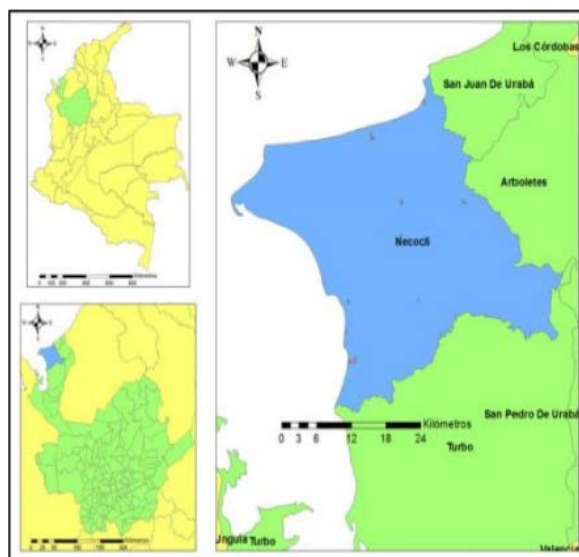 N
W E
S
Kilómetros
N
W E
S
Los Córdobas
San Juan De Urabá
Arboletes
Necoclí
San Pedro De Urabá
Kilómetros
0 3 6 12 18 24
Turbo
Turbo